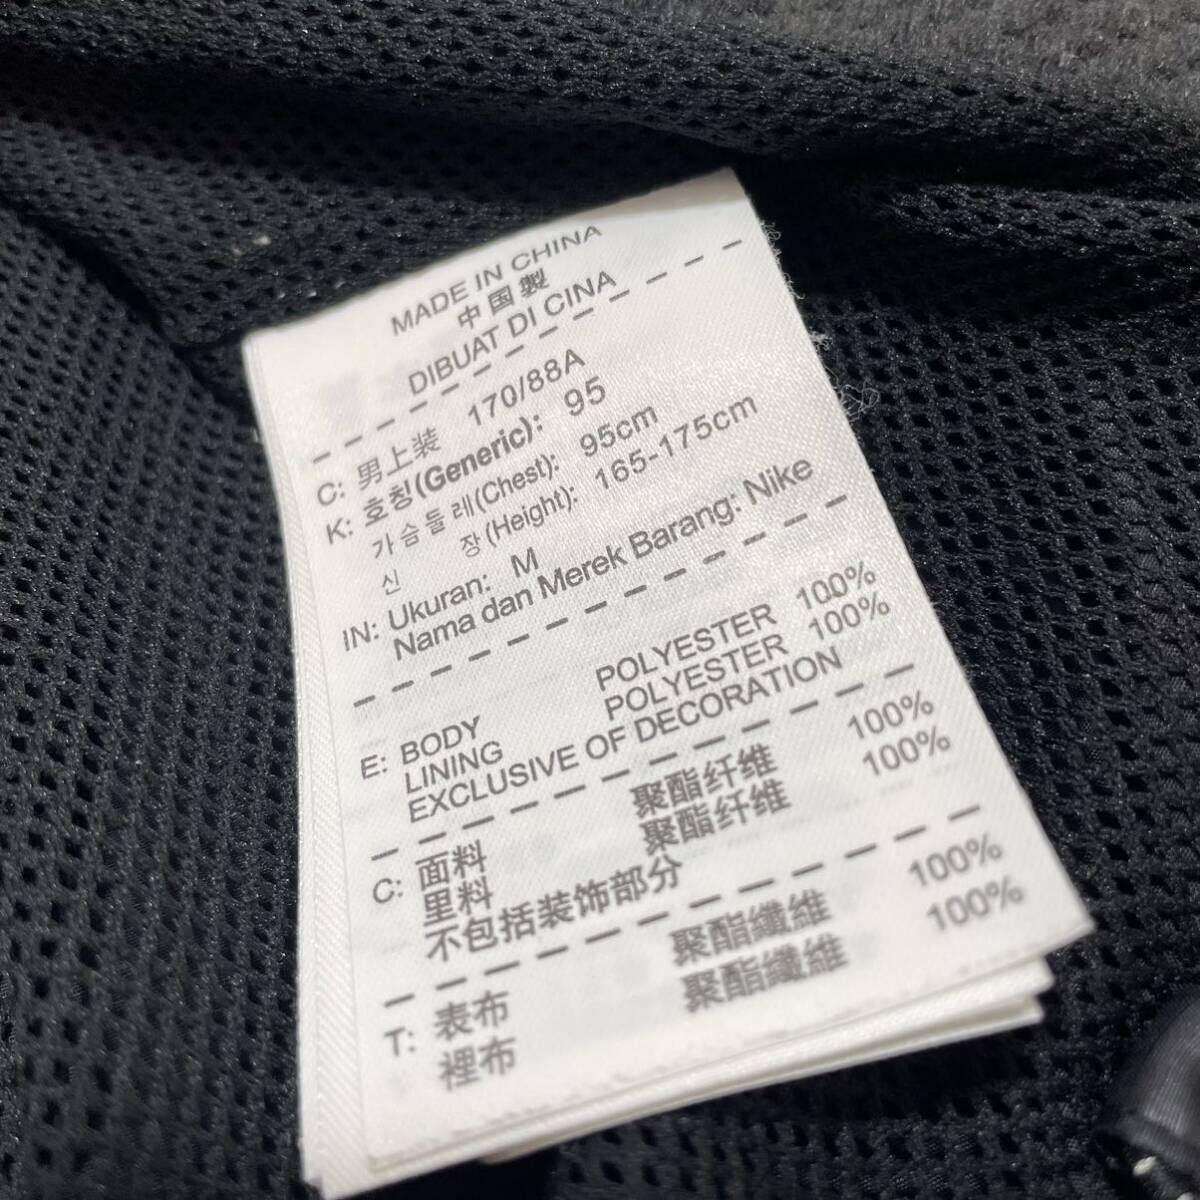 MADE IN CHINA
中国製
DIBUAT DI CINA
C: 男上装 170/88A
K: 호칭(Generic): 95
가슴둘레(Chest): 95cm
신 장(Height): 165-175cm
IN: Ukuran: M
Nama dan Merek Barang: Nike
E: BODY POLYESTER 100%
LINING POLYESTER 100%
EXCLUSIVE OF DECORATION
C: 面料 聚酯纤维 100%
里料 聚酯纤维 100%
不包括装饰部分
T: 表布 聚酯纖維 100%
裡布 聚酯纖維 100%